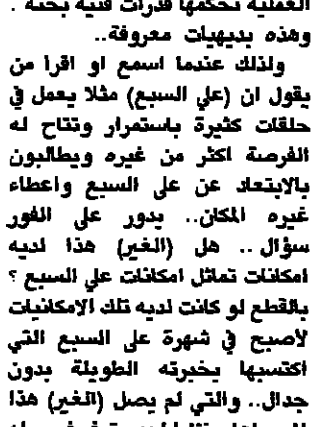 العملية تحكمها قدرات فنية بحتة .
وهذه بديهيات معروفة..
ولذلك عندما اسمع او اقرا من
يقول ان (علي السبع) مثلا يعمل في
حلقات كثيرة باستمرار وتتاح له
الفرصة اكثر من غيره ويطالبون
بالابتعاد عن على السبع واعطاء
غيره المكان.. يدور على الفور
سؤال .. هل (الغير) هذا لديه
امكانات تماثل امكانات علي السبع ؟
بالقطع لو كانت لديه تلك الامكانيات
لاصبح في شهرة على السبع التي
اكتسبها بخبرته الطويلة بدون
جدال.. والتي لم يصل (الغير) هذا